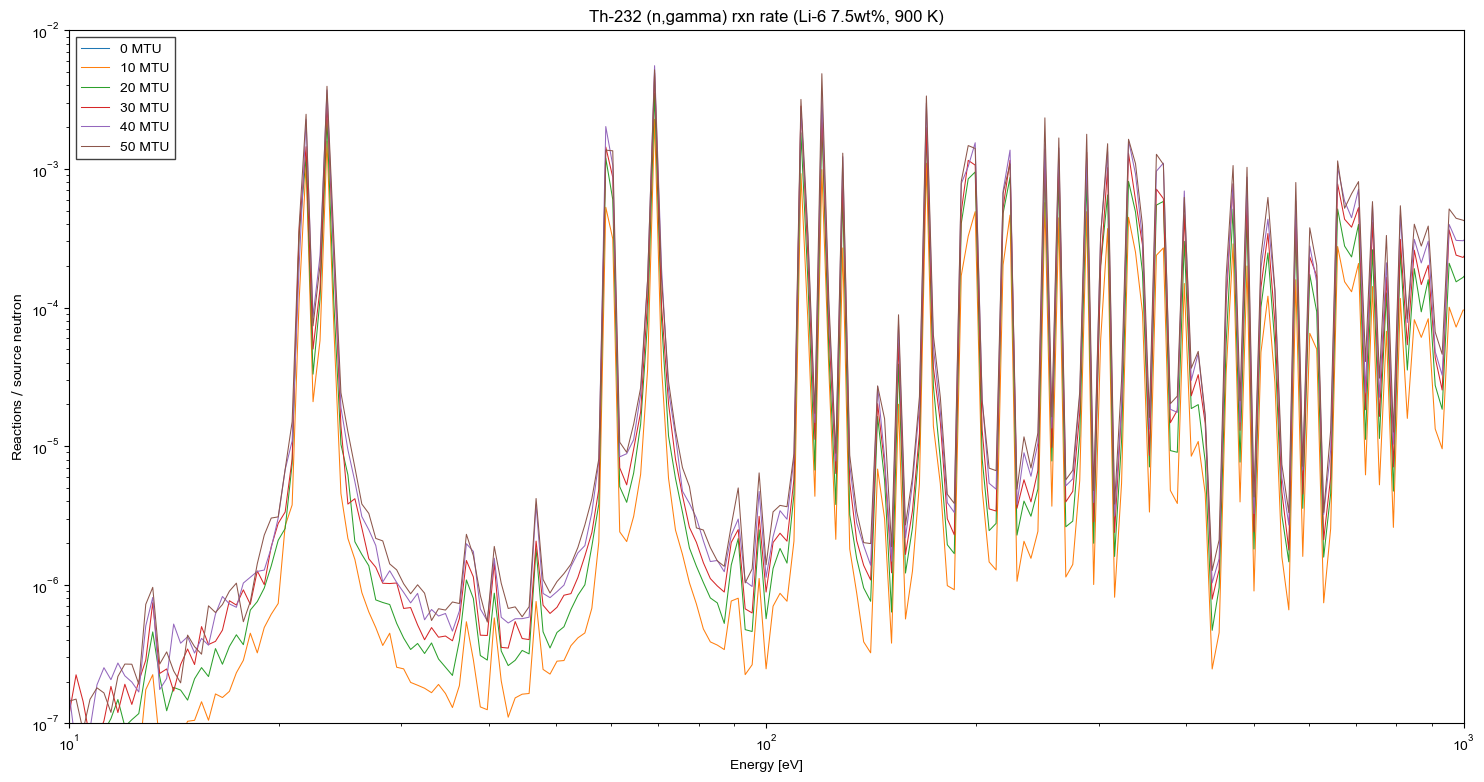 Th-232 (n,gamma) rxn rate (Li-6 7.5wt%, 900 K)
10⁻²
10⁻³
10⁻⁴
10⁻⁵
10⁻⁶
10⁻⁷
Reactions / source neutron
0 MTU
10 MTU
20 MTU
30 MTU
40 MTU
50 MTU
10¹
10²
10³
Energy [eV]